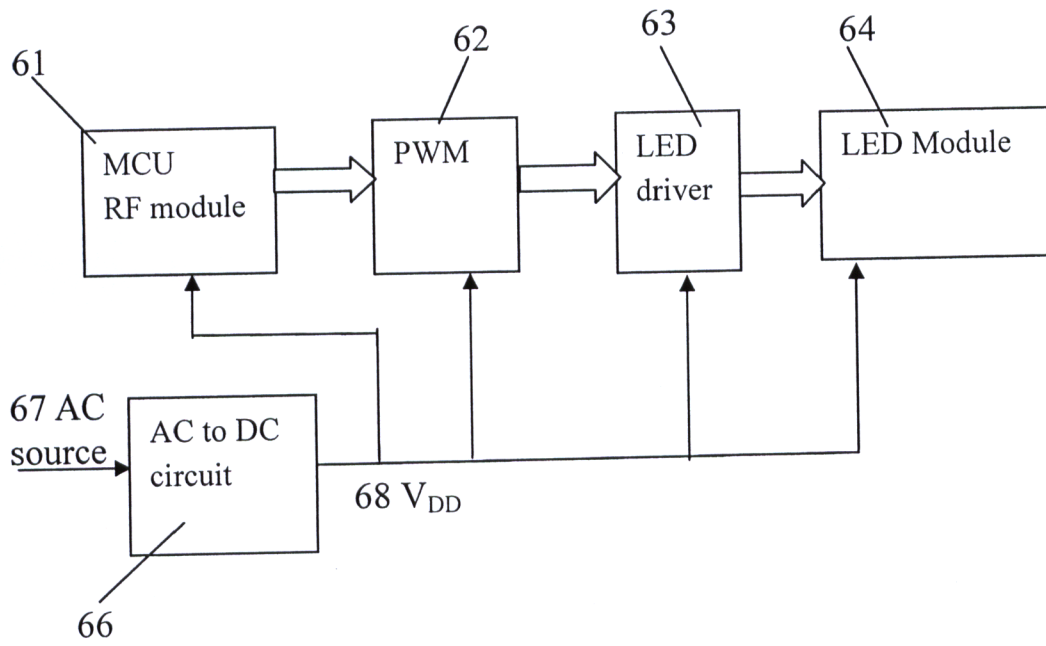 61
62
63
64
MCU
RF module
PWM
LED
driver
LED Module
67 AC
source
AC to DC
circuit
68 V_DD
66